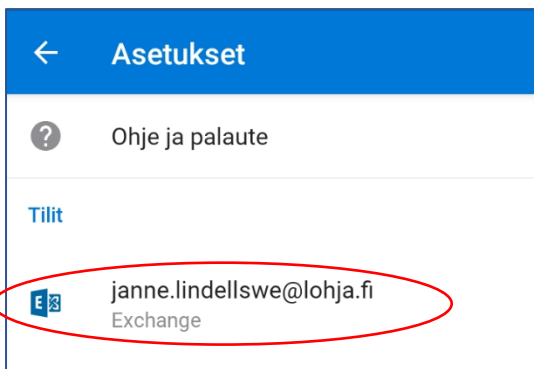 Asetukset
Ohje ja palaute
Tilit
janne.lindellswe@lohja.fi
Exchange